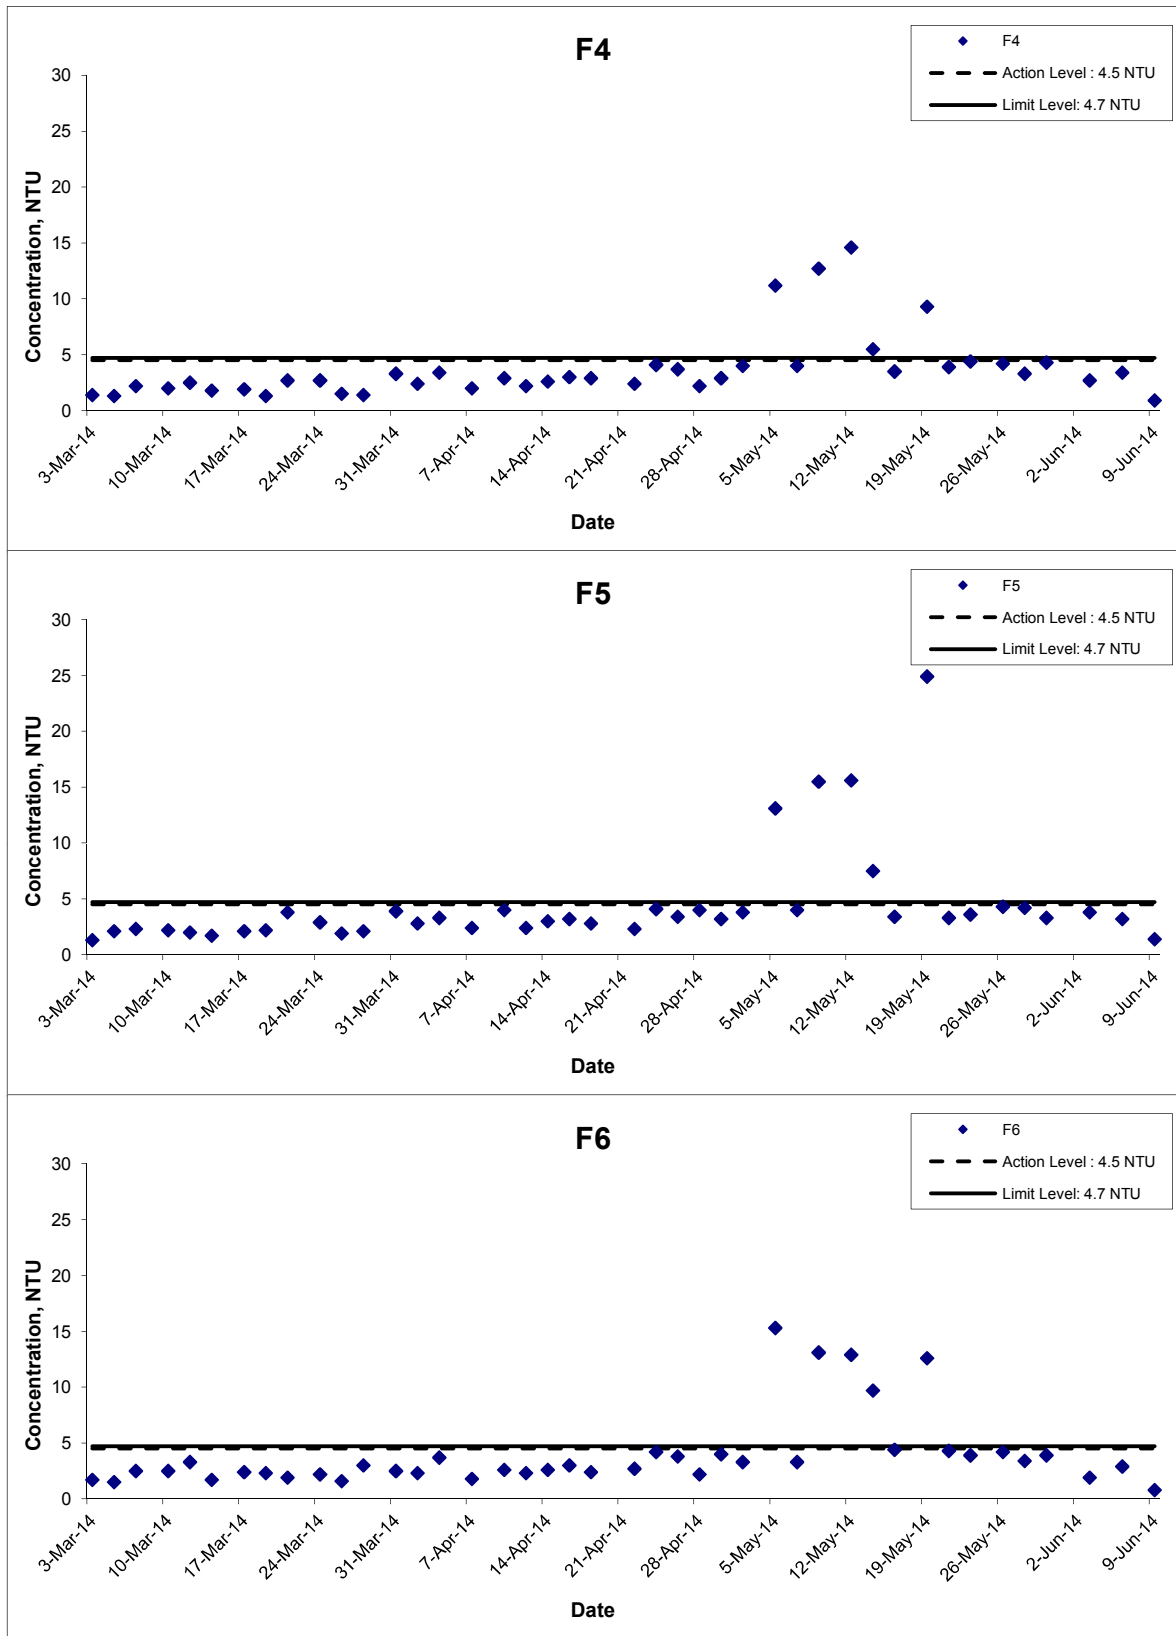 F4
F4
Action Level : 4.5 NTU
Limit Level: 4.7 NTU
Concentration, NTU
30
25
20
15
10
5
0
3-Mar-14
10-Mar-14
17-Mar-14
24-Mar-14
31-Mar-14
7-Apr-14
14-Apr-14
21-Apr-14
28-Apr-14
5-May-14
12-May-14
19-May-14
26-May-14
2-Jun-14
9-Jun-14
Date
F5
F5
Action Level : 4.5 NTU
Limit Level: 4.7 NTU
Concentration, NTU
30
25
20
15
10
5
0
3-Mar-14
10-Mar-14
17-Mar-14
24-Mar-14
31-Mar-14
7-Apr-14
14-Apr-14
21-Apr-14
28-Apr-14
5-May-14
12-May-14
19-May-14
26-May-14
2-Jun-14
9-Jun-14
Date
F6
F6
Action Level : 4.5 NTU
Limit Level: 4.7 NTU
Concentration, NTU
30
25
20
15
10
5
0
3-Mar-14
10-Mar-14
17-Mar-14
24-Mar-14
31-Mar-14
7-Apr-14
14-Apr-14
21-Apr-14
28-Apr-14
5-May-14
12-May-14
19-May-14
26-May-14
2-Jun-14
9-Jun-14
Date